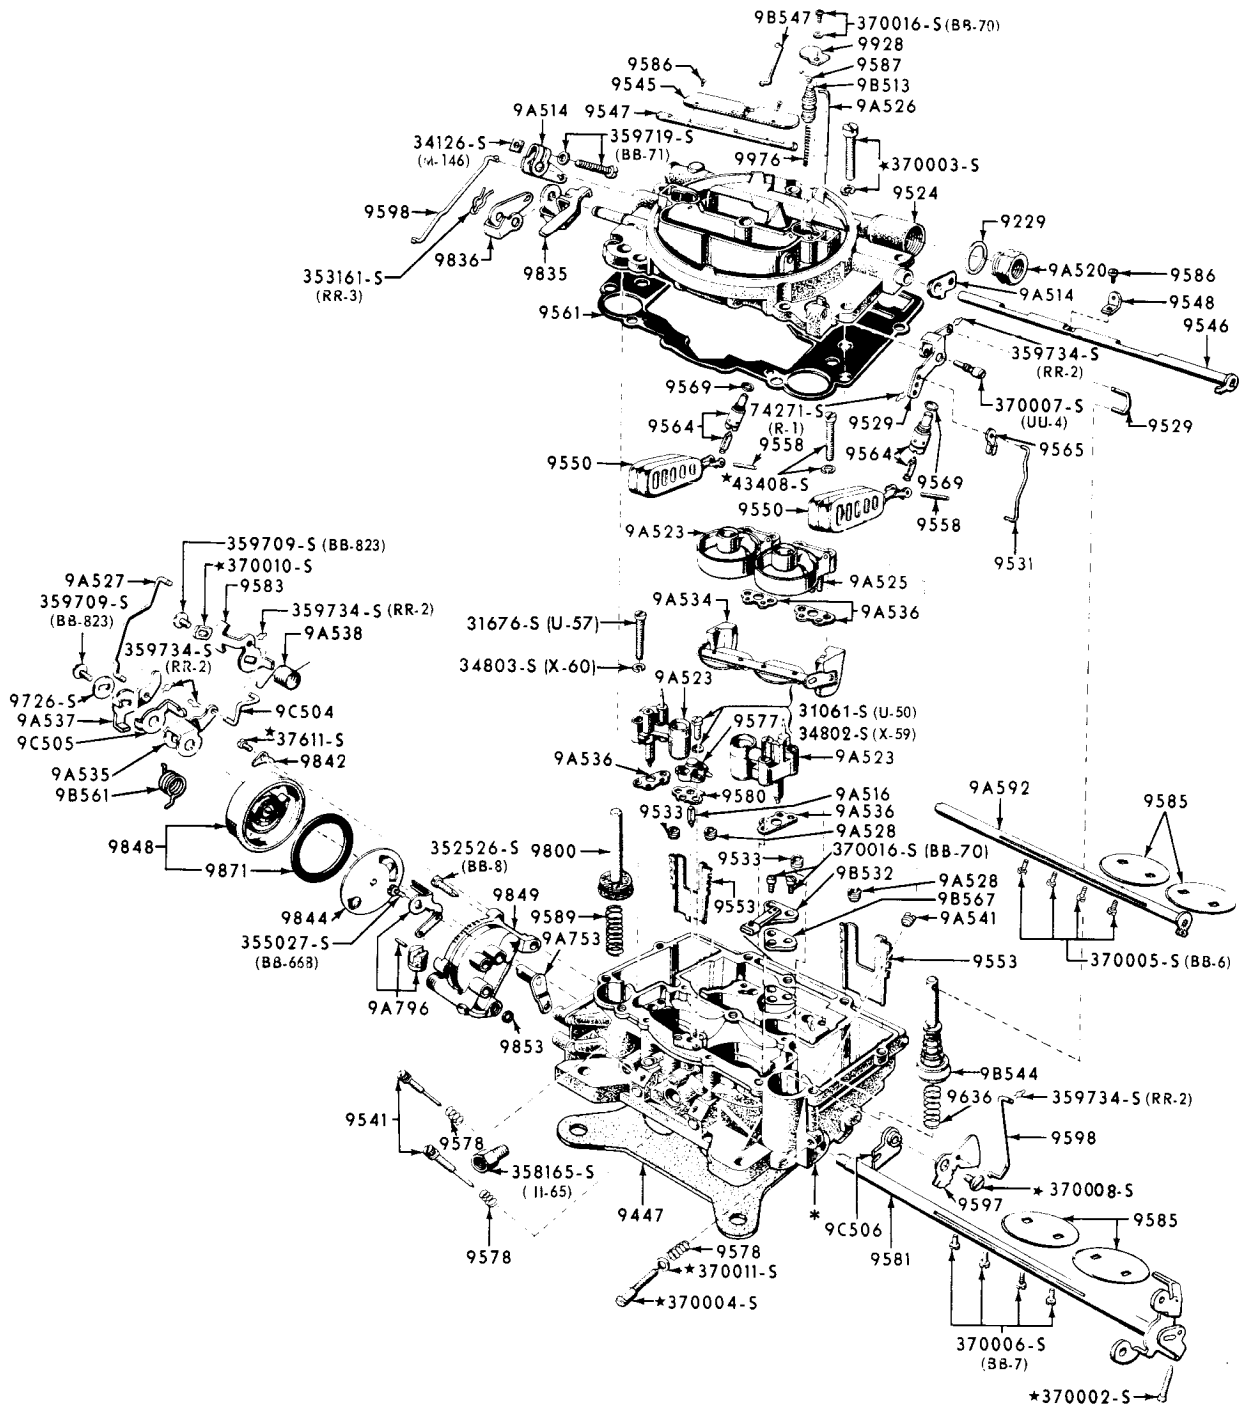 9B547
370016-S (BB-70)
9928
9586
9587
9545
9B513
9A514
9547
9A526
34126-S
(M-146)
359719-S
(BB-71)
9976
★370003-S
9524
9598
9229
9836
9835
353161-S
(RR-3)
9A520
9586
9A514
9548
9561
9546
359734-S
(RR-2)
9569
74271-S
(R-1)
370007-S
(UU-4)
9564
9558
9529
9529
9565
9550
9564
★43408-S
9569
9550
9558
9A523
359709-S (BB-823)
★370010-S
9531
9A527
9583
9A525
359709-S
(BB-823)
359734-S (RR-2)
9A534
9A536
9A538
31676-S (U-57)
359734-S
(RR-2)
34803-S (X-60)
9A523
9726-S
9C504
31061-S (U-50)
9A537
9577
34802-S (X-59)
9C505
★37611-S
9A536
9A523
9A535
9842
9B561
9580
9A516
9A592
9585
9533
9A536
9A528
9848
9800
352526-S
(BB-8)
9533
370016-S (BB-70)
9871
9B532
9A528
9849
9B567
9844
9589
9553
9A541
355027-S
(BB-668)
9A753
9553
370005-S (BB-6)
9A796
9853
9B544
9541
9636
359734-S (RR-2)
9578
9598
358165-S
(II-65)
★370008-S
9597
9447
*
9C506
9585
9578
9578
9581
★370011-S
★370004-S
370006-S
(BB-7)
★370002-S